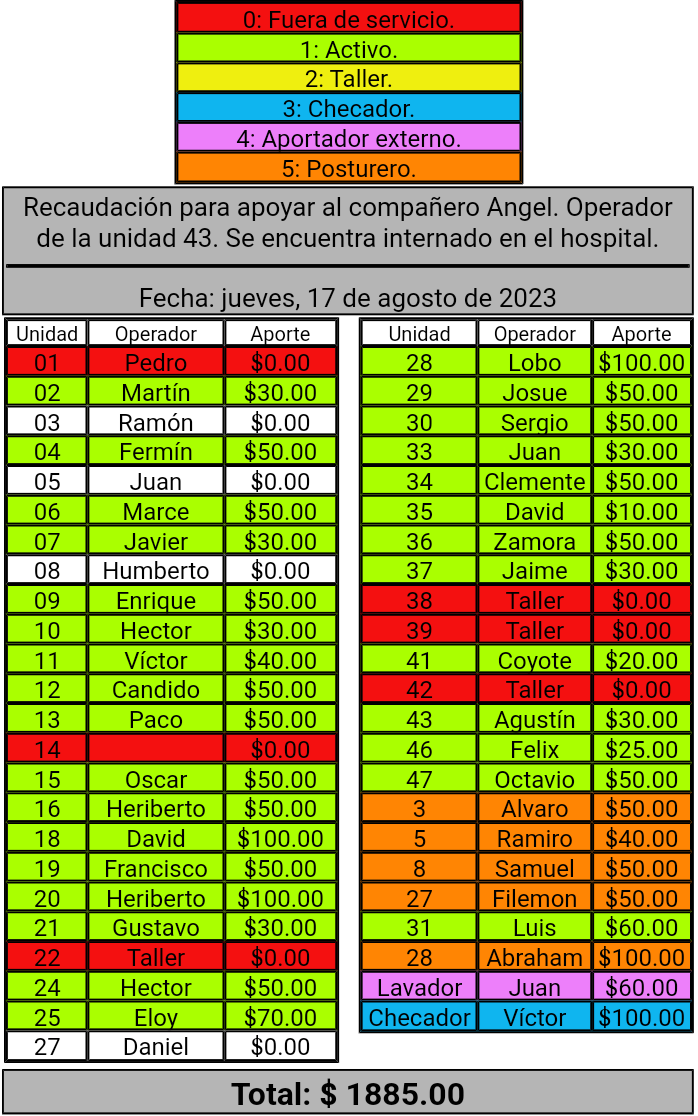 0: Fuera de servicio.
1: Activo.
2: Taller.
3: Checador.
4: Aportador externo.
5: Posturero.
Recaudación para apoyar al compañero Angel. Operador
de la unidad 43. Se encuentra internado en el hospital.
Fecha: jueves, 17 de agosto de 2023
Unidad Operador Aporte
01 Pedro $0.00
02 Martín $30.00
03 Ramón $0.00
04 Fermín $50.00
05 Juan $0.00
06 Marce $50.00
07 Javier $30.00
08 Humberto $0.00
09 Enrique $50.00
10 Hector $30.00
11 Víctor $40.00
12 Candido $50.00
13 Paco $50.00
14 $0.00
15 Oscar $50.00
16 Heriberto $50.00
18 David $100.00
19 Francisco $50.00
20 Heriberto $100.00
21 Gustavo $30.00
22 Taller $0.00
24 Hector $50.00
25 Eloy $70.00
27 Daniel $0.00
Unidad Operador Aporte
28 Lobo $100.00
29 Josue $50.00
30 Sergio $50.00
33 Juan $30.00
34 Clemente $50.00
35 David $10.00
36 Zamora $50.00
37 Jaime $30.00
38 Taller $0.00
39 Taller $0.00
41 Coyote $20.00
42 Taller $0.00
43 Agustín $30.00
46 Felix $25.00
47 Octavio $50.00
3 Alvaro $50.00
5 Ramiro $40.00
8 Samuel $50.00
27 Filemon $50.00
31 Luis $60.00
28 Abraham $100.00
Lavador Juan $60.00
Checador Víctor $100.00
Total: $ 1885.00